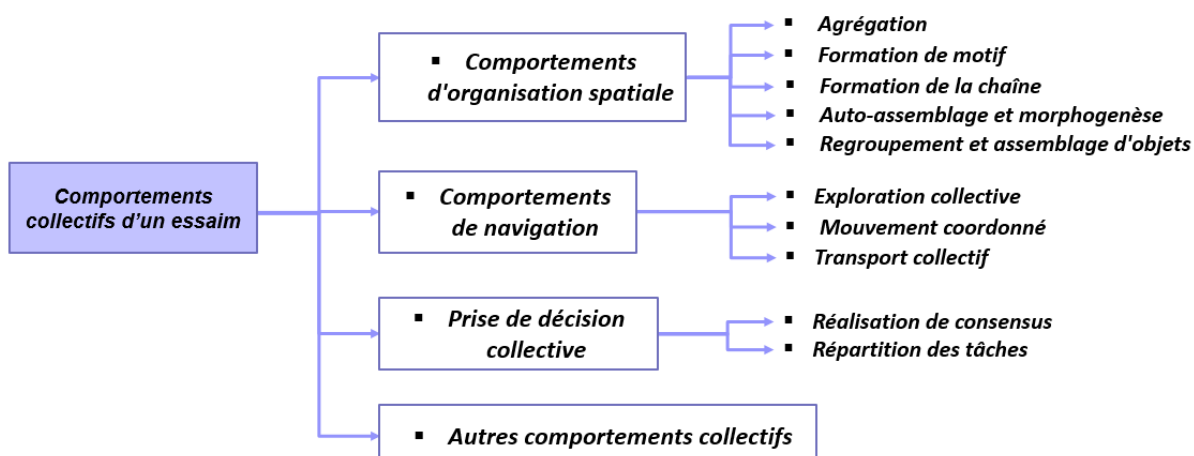 Comportements
collectifs d’un essaim
▪ Comportements
d'organisation spatiale
▪ Agrégation
▪ Formation de motif
▪ Formation de la chaîne
▪ Auto-assemblage et morphogenèse
▪ Regroupement et assemblage d'objets
▪ Comportements
de navigation
▪ Exploration collective
▪ Mouvement coordonné
▪ Transport collectif
▪ Prise de décision
collective
▪ Réalisation de consensus
▪ Répartition des tâches
▪ Autres comportements collectifs